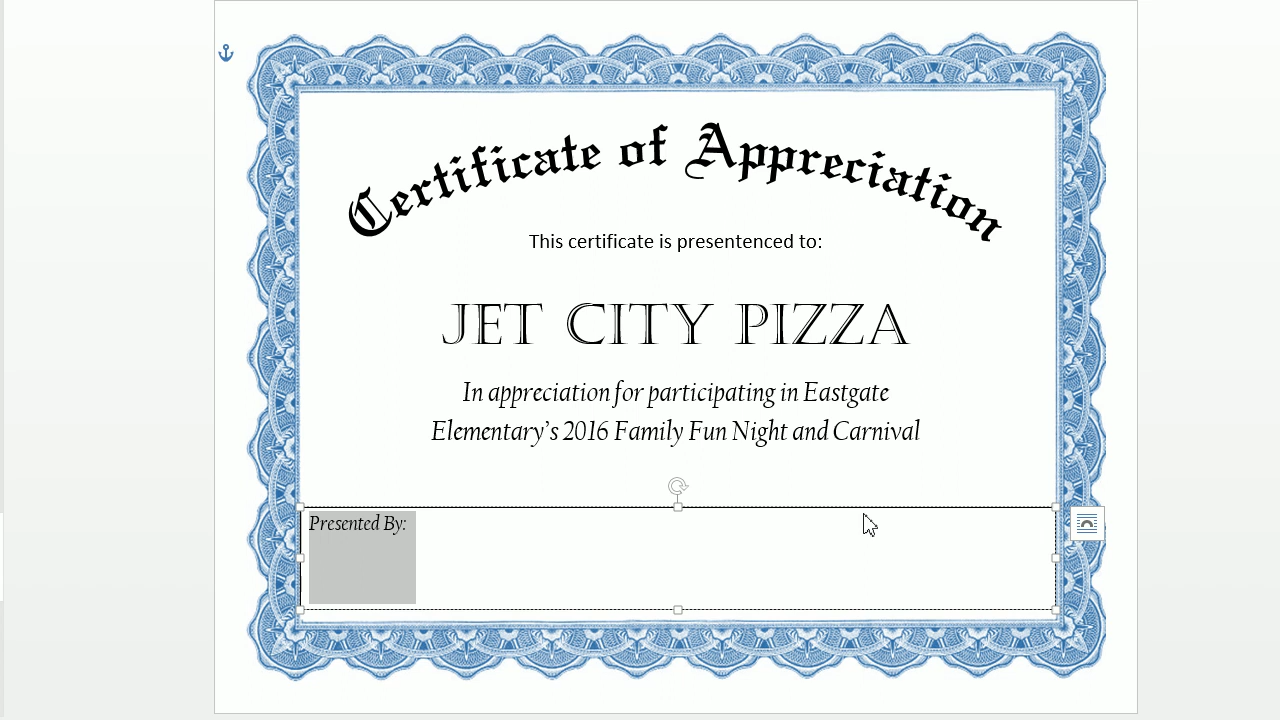 Certificate of Appreciation
This certificate is presentenced to:
JET CITY PIZZA
In appreciation for participating in Eastgate
Elementary's 2016 Family Fun Night and Carnival
Presented By: